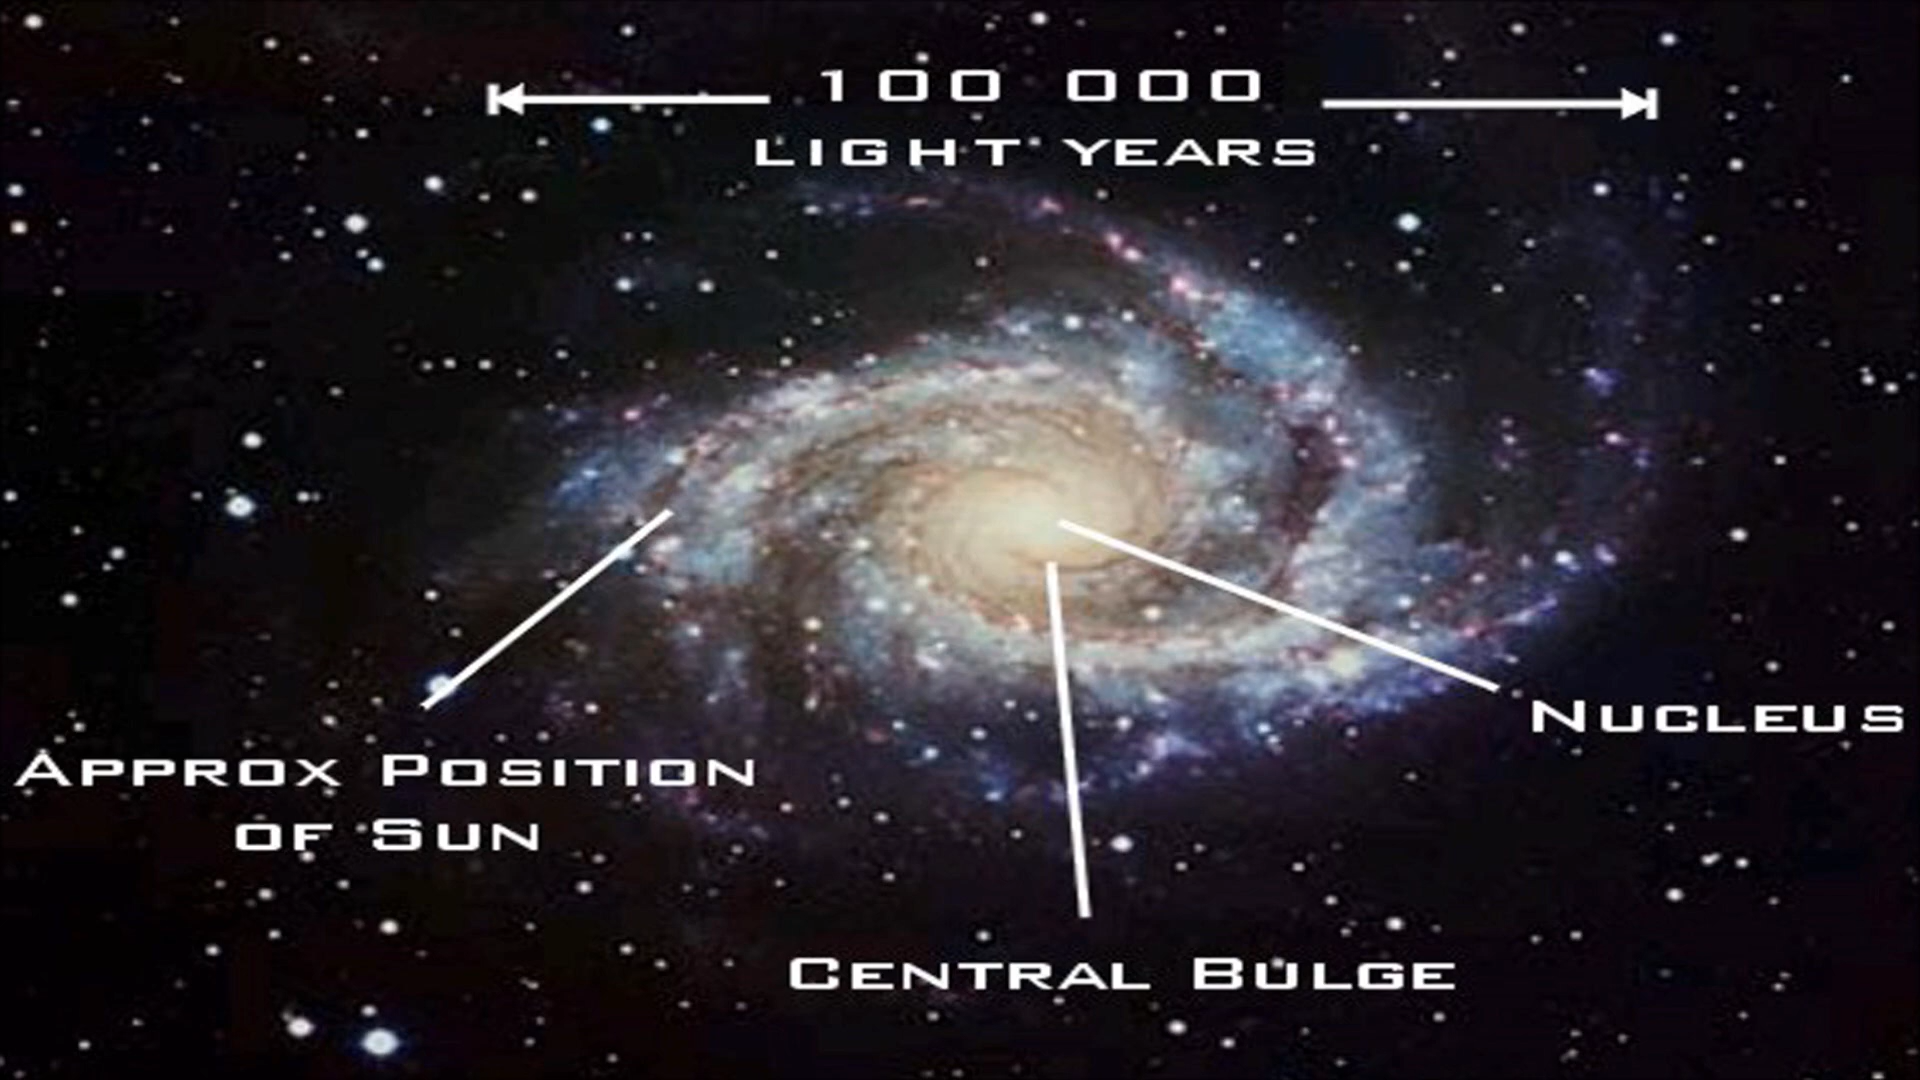 100 000
LIGHT YEARS
NUCLEUS
APPROX POSITION
OF SUN
CENTRAL BULGE